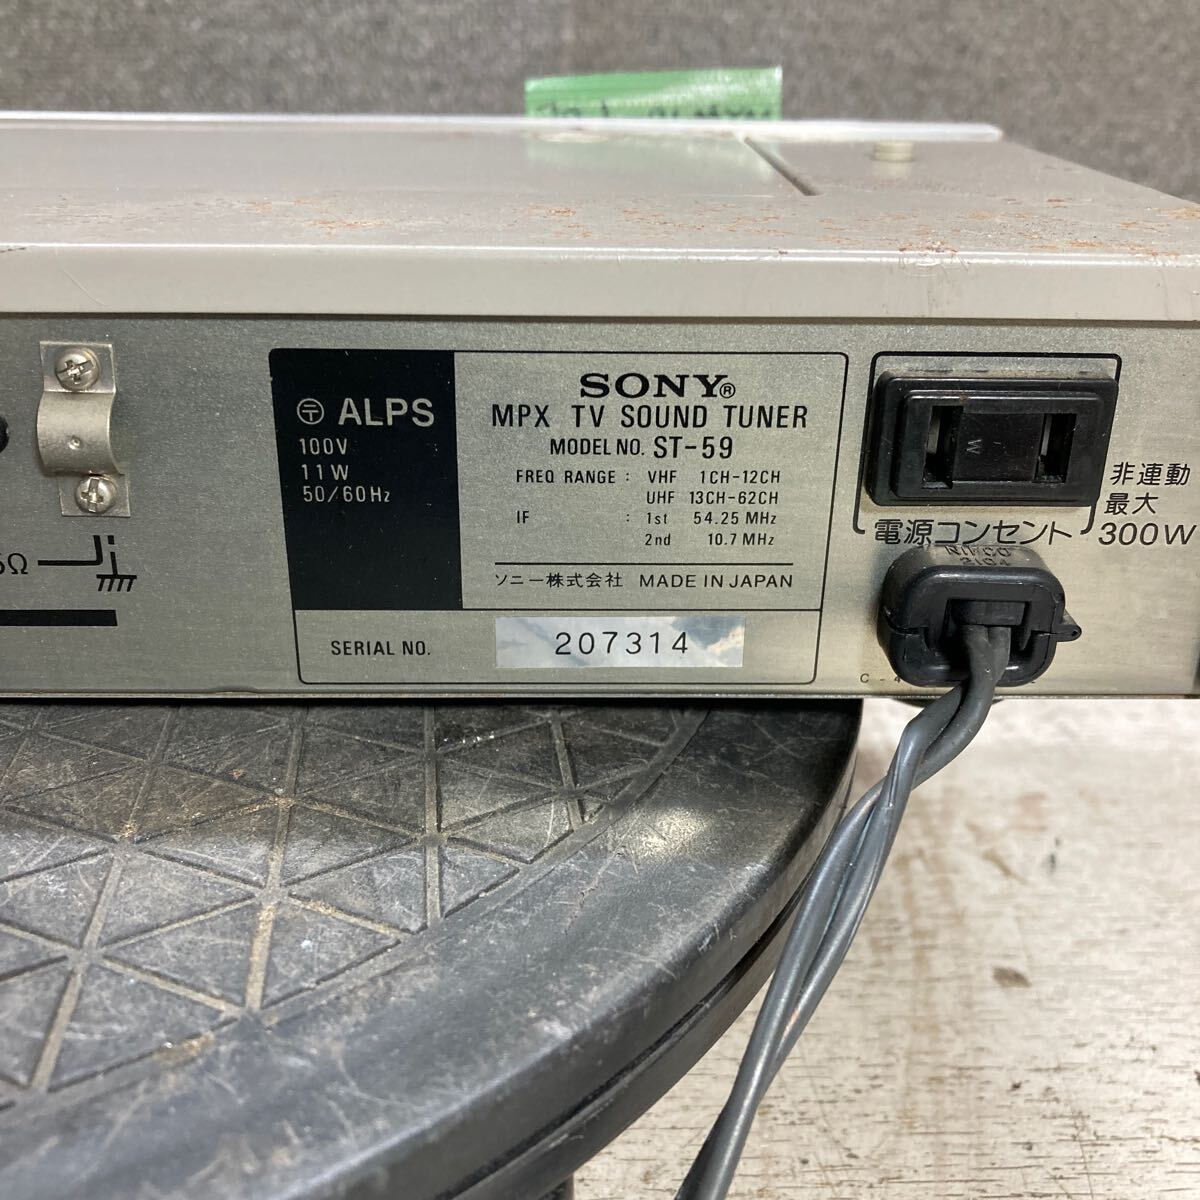 〒 ALPS
100V
11W
50/60Hz
SONY®
MPX TV SOUND TUNER
MODEL NO. ST-59
FREQ RANGE : VHF 1CH-12CH
UHF 13CH-62CH
IF : 1st 54.25 MHz
2nd 10.7 MHz
ソニー株式会社 MADE IN JAPAN
SERIAL NO. 207314
W
非連動
最大
300W
電源コンセント
NIFCO
2104
Ω